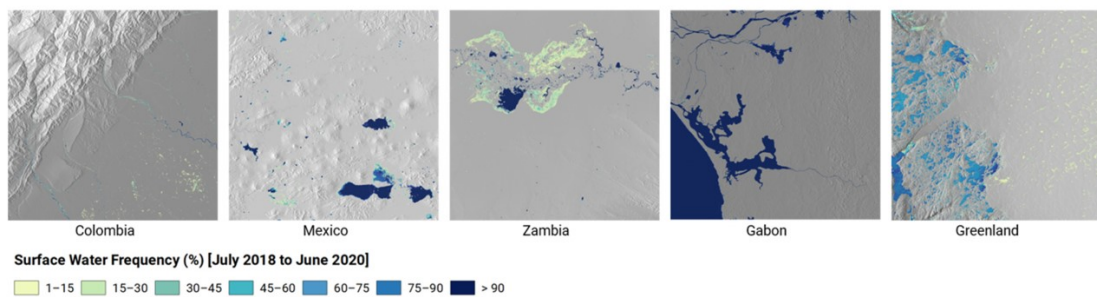 Colombia
Mexico
Zambia
Gabon
Greenland
Surface Water Frequency (%) [July 2018 to June 2020]
1–15
15–30
30–45
45–60
60–75
75–90
> 90